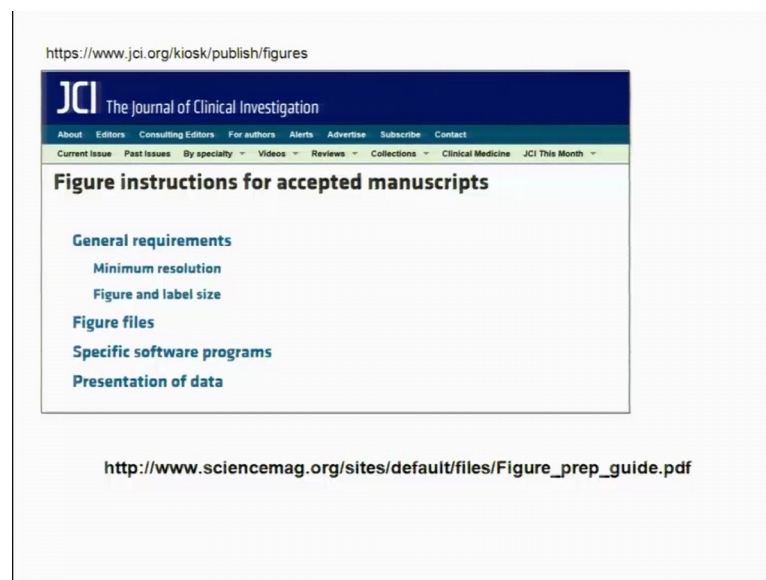 https://www.jci.org/kiosk/publish/figures
JCI The Journal of Clinical Investigation
About Editors Consulting Editors For authors Alerts Advertise Subscribe Contact
Current Issue Past Issues By specialty Videos Reviews Collections Clinical Medicine JCI This Month
Figure instructions for accepted manuscripts
General requirements
Minimum resolution
Figure and label size
Figure files
Specific software programs
Presentation of data
http://www.sciencemag.org/sites/default/files/Figure_prep_guide.pdf